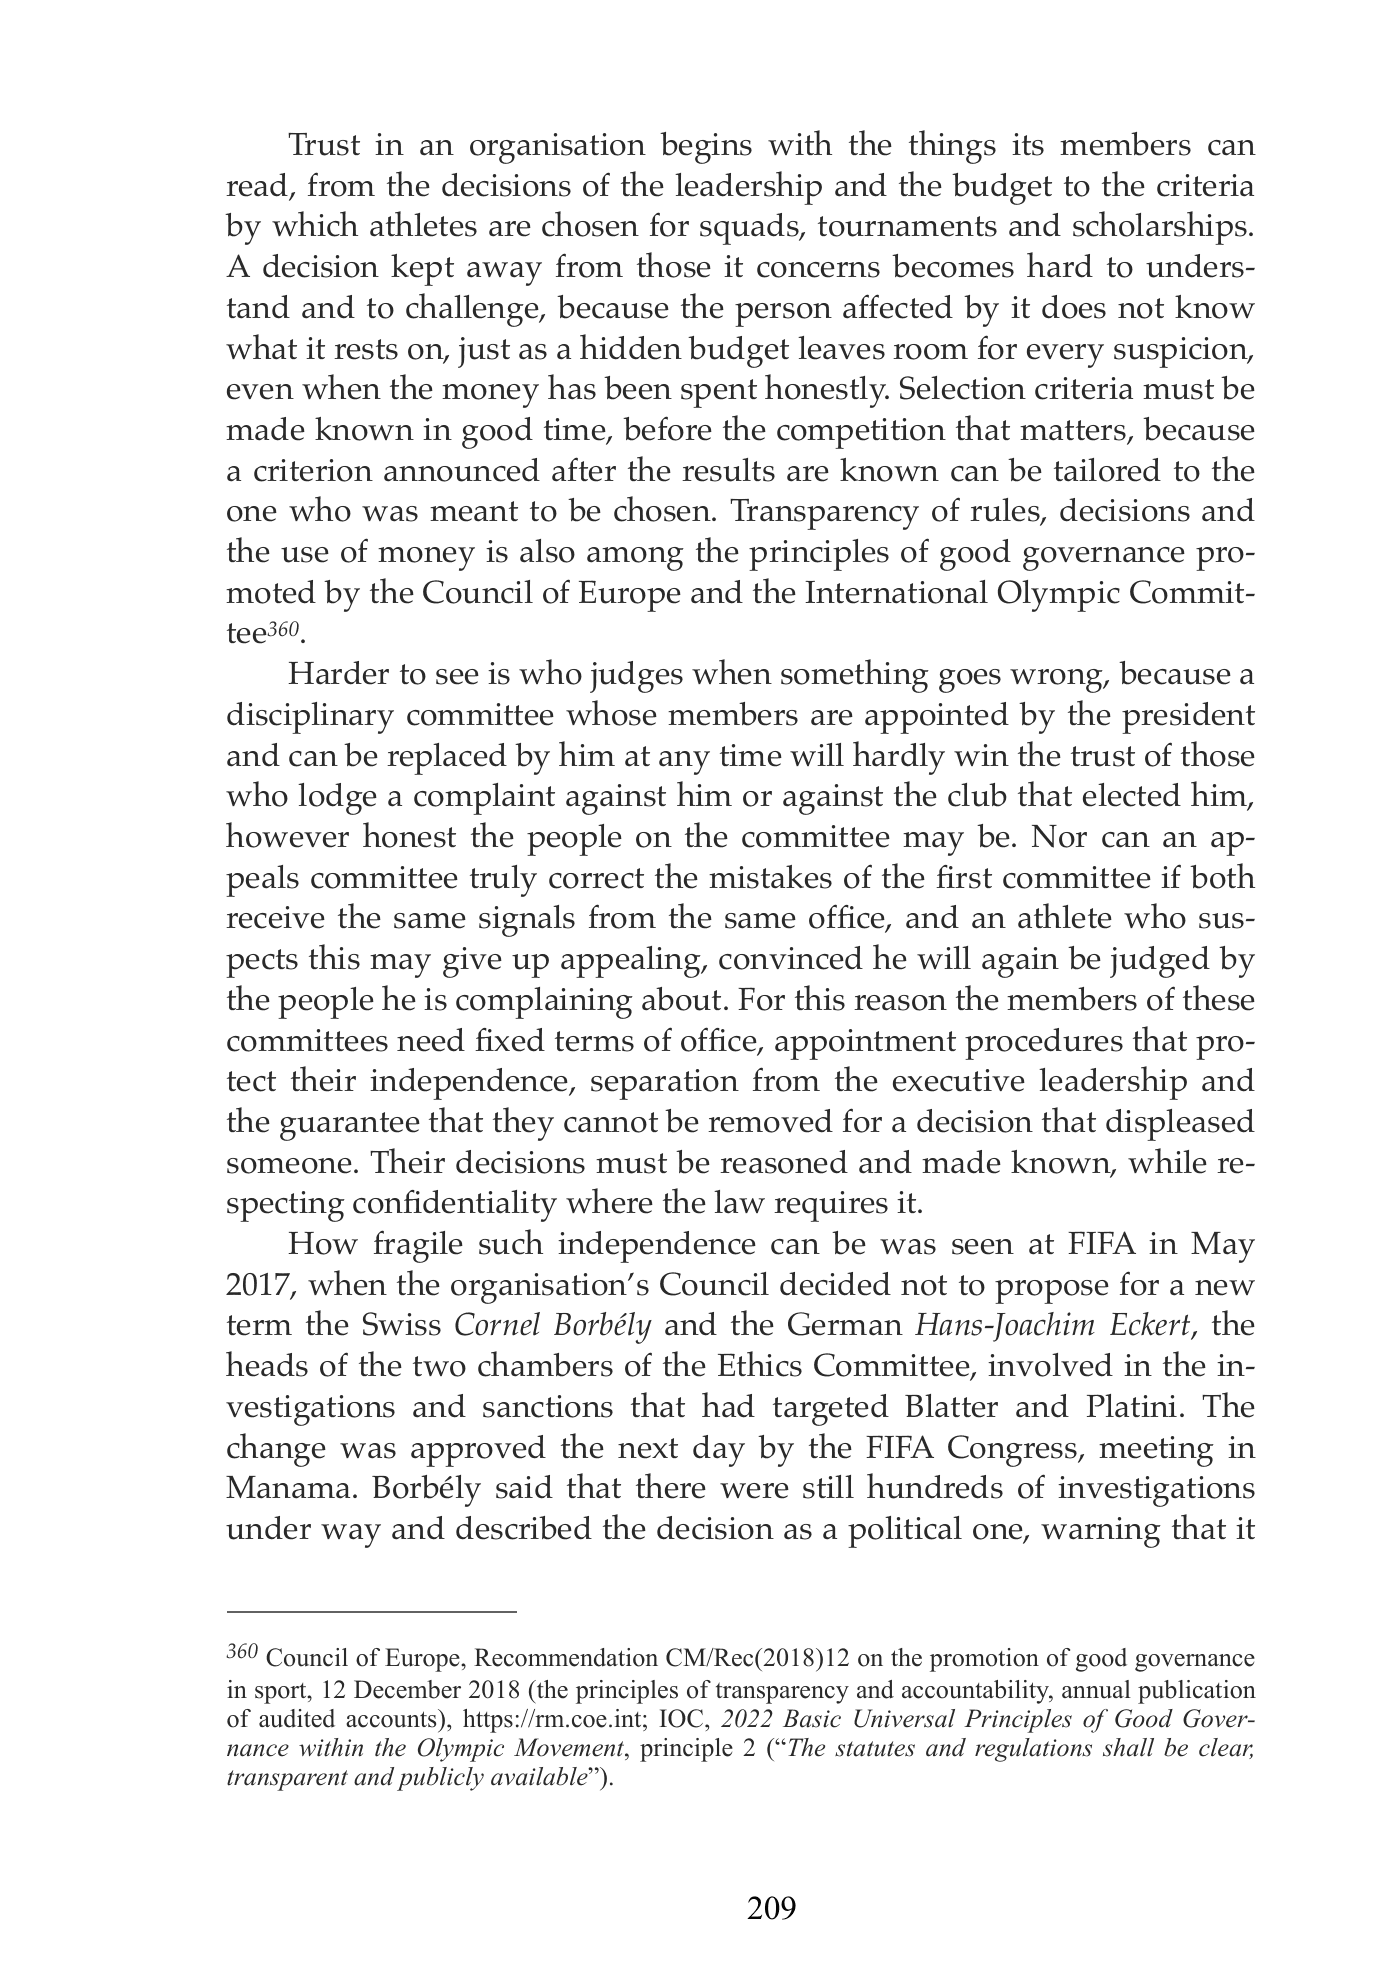 Trust in an organisation begins with the things its members can
read, from the decisions of the leadership and the budget to the criteria
by which athletes are chosen for squads, tournaments and scholarships.
A decision kept away from those it concerns becomes hard to unders-
tand and to challenge, because the person affected by it does not know
what it rests on, just as a hidden budget leaves room for every suspicion,
even when the money has been spent honestly. Selection criteria must be
made known in good time, before the competition that matters, because
a criterion announced after the results are known can be tailored to the
one who was meant to be chosen. Transparency of rules, decisions and
the use of money is also among the principles of good governance pro-
moted by the Council of Europe and the International Olympic Commit-
tee360.
Harder to see is who judges when something goes wrong, because a
disciplinary committee whose members are appointed by the president
and can be replaced by him at any time will hardly win the trust of those
who lodge a complaint against him or against the club that elected him,
however honest the people on the committee may be. Nor can an ap-
peals committee truly correct the mistakes of the first committee if both
receive the same signals from the same office, and an athlete who sus-
pects this may give up appealing, convinced he will again be judged by
the people he is complaining about. For this reason the members of these
committees need fixed terms of office, appointment procedures that pro-
tect their independence, separation from the executive leadership and
the guarantee that they cannot be removed for a decision that displeased
someone. Their decisions must be reasoned and made known, while re-
specting confidentiality where the law requires it.
How fragile such independence can be was seen at FIFA in May
2017, when the organisation’s Council decided not to propose for a new
term the Swiss Cornel Borbély and the German Hans-Joachim Eckert, the
heads of the two chambers of the Ethics Committee, involved in the in-
vestigations and sanctions that had targeted Blatter and Platini. The
change was approved the next day by the FIFA Congress, meeting in
Manama. Borbély said that there were still hundreds of investigations
under way and described the decision as a political one, warning that it
360 Council of Europe, Recommendation CM/Rec(2018)12 on the promotion of good governance
in sport, 12 December 2018 (the principles of transparency and accountability, annual publication
of audited accounts), https://rm.coe.int; IOC, 2022 Basic Universal Principles of Good Gover-
nance within the Olympic Movement, principle 2 (“The statutes and regulations shall be clear,
transparent and publicly available”).
209